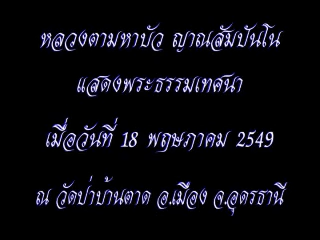 หลวงตามหาบัว ญาณสัมปันโน
แสดงพระธรรมเทศนา
เมื่อวันที่ 18 พฤษภาคม 2549
ณ วัดป่าบ้านตาด อ.เมือง จ.อุดรธานี